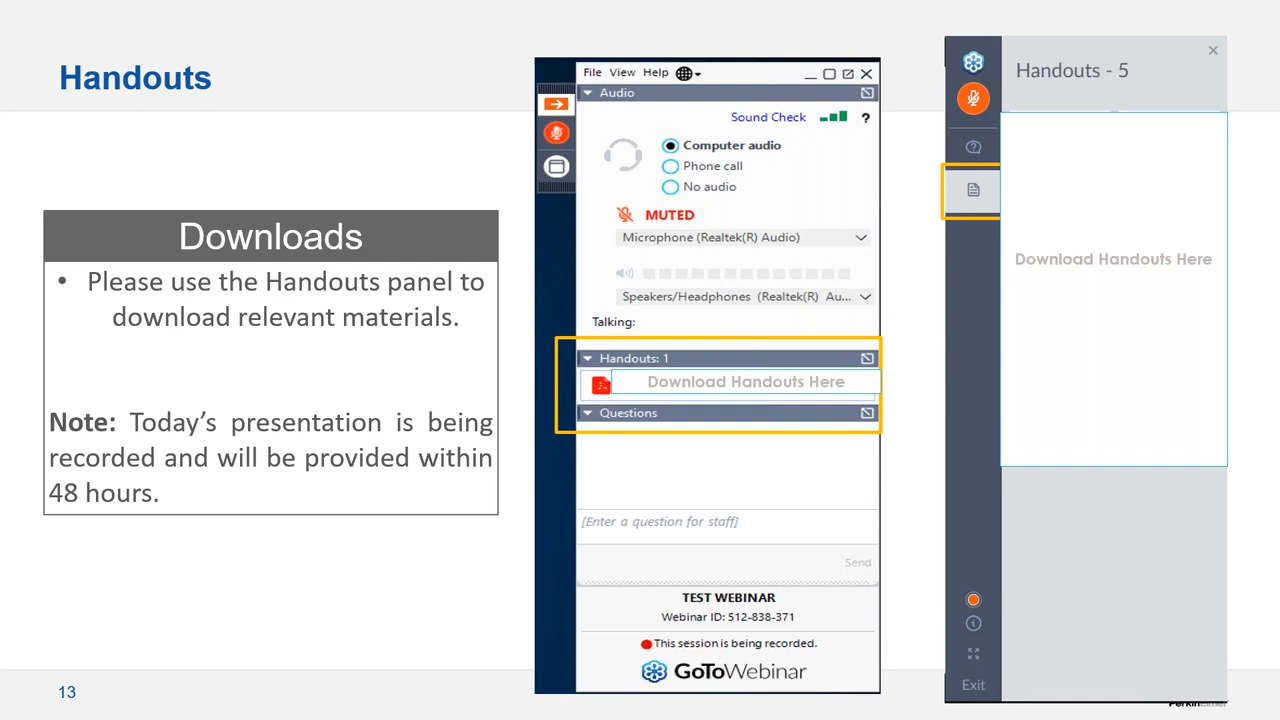 Handouts
Downloads
• Please use the Handouts panel to
download relevant materials.
Note: Today's presentation is being
recorded and will be provided within
48 hours.
13
File View Help
Audio
Sound Check ?
Computer audio
Phone call
No audio
MUTED
Microphone (Realtek(R) Audio)
Speakers/Headphones (Realtek(R) Au...
Talking:
Handouts: 1
Download Handouts Here
Questions
[Enter a question for staff]
Send
TEST WEBINAR
Webinar ID: 512-838-371
This session is being recorded.
GoToWebinar
Handouts - 5
Download Handouts Here
Exit